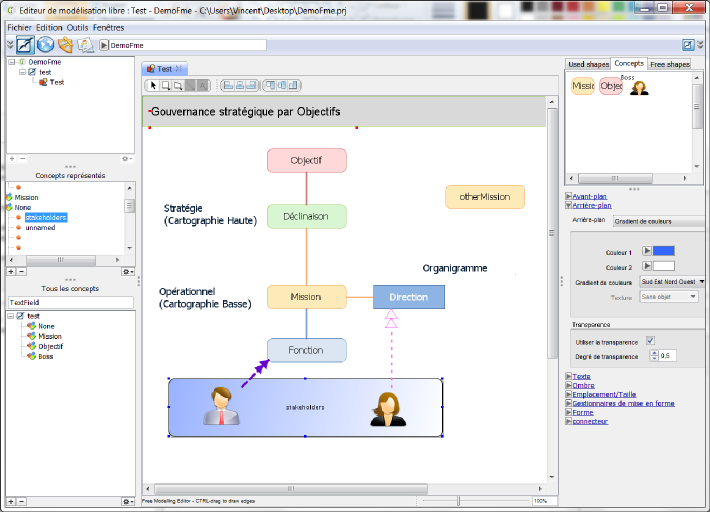 Editeur de modélisation libre : Test - DemoFme - C:\Users\Vincent\Desktop\DemoFme.prj
Fichier Edition Outils Fenêtres
DemoFme
DemoFme
test
Test
Concepts représentés
Mission
None
stakeholders
unnamed
Tous les concepts
TextField
test
None
Mission
Objectif
Boss
Test
Gouvernance stratégique par Objectifs
Objectif
otherMission
Stratégie
(Cartographie Haute)
Déclinaison
Organigramme
Opérationnel
(Cartographie Basse)
Mission
Direction
Fonction
stakeholders
Free Modelling Editor - CTRL-drag to draw edges
100%
Used shapes Concepts Free shapes
Missi Objec Boss
Avant-plan
Arrière-plan
Arrière-plan Gradient de couleurs
Couleur 1
Couleur 2
Gradient de couleurs Sud Est Nord Ouest
Texture Sans objet
Transparence
Utiliser la transparence
Degré de transparence 0,5
Texte
Ombre
Emplacement/Taille
Gestionnaires de mise en forme
Forme
connecteur